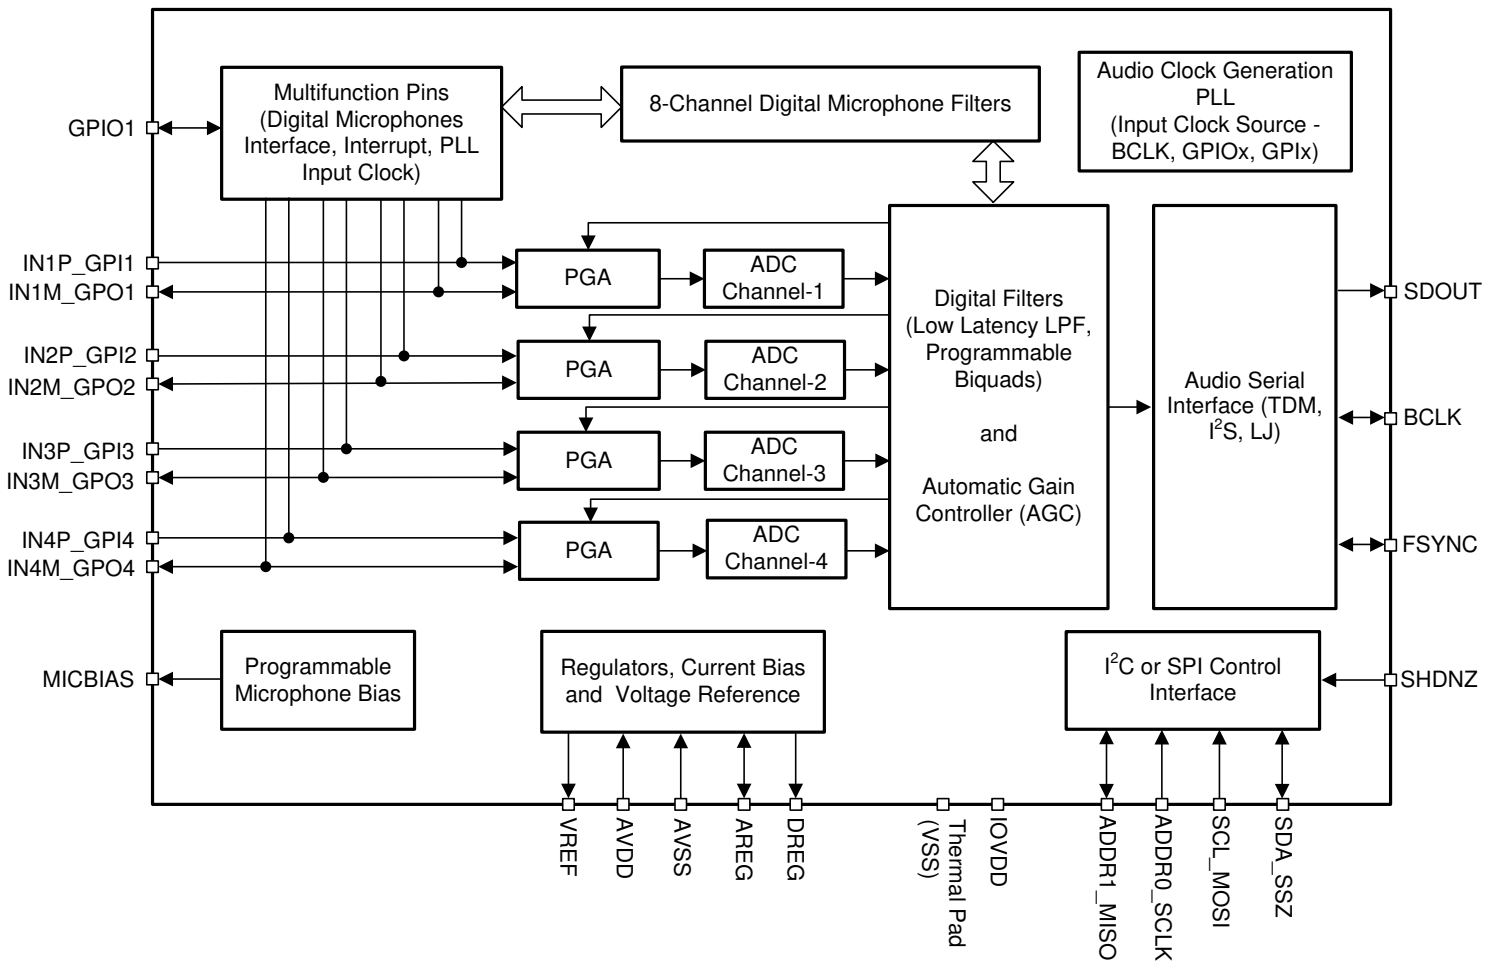 Multifunction Pins
(Digital Microphones
Interface, Interrupt, PLL
Input Clock)
8-Channel Digital Microphone Filters
Audio Clock Generation
PLL
(Input Clock Source -
BCLK, GPIOx, GPIx)
GPIO1
IN1P_GPI1
IN1M_GPO1
IN2P_GPI2
IN2M_GPO2
IN3P_GPI3
IN3M_GPO3
IN4P_GPI4
IN4M_GPO4
MICBIAS
PGA
ADC
Channel-1
PGA
ADC
Channel-2
PGA
ADC
Channel-3
PGA
ADC
Channel-4
Digital Filters
(Low Latency LPF,
Programmable
Biquads)
and
Automatic Gain
Controller (AGC)
Audio Serial
Interface (TDM,
I²S, LJ)
SDOUT
BCLK
FSYNC
SHDNZ
Programmable
Microphone Bias
Regulators, Current Bias
and Voltage Reference
I²C or SPI Control
Interface
VREF
AVDD
AVSS
AREG
DREG
Thermal Pad
(VSS)
IOVDD
ADDR1_MISO
ADDR0_SCLK
SCL_MOSI
SDA_SSZ